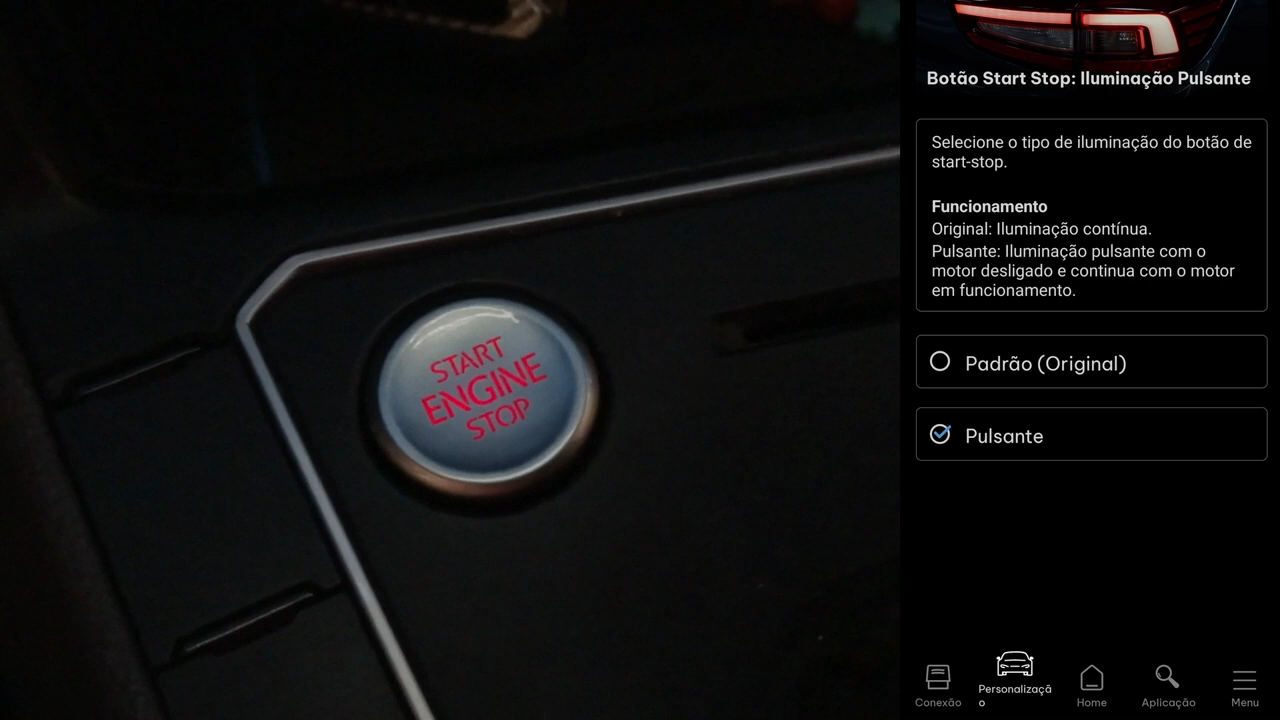 START
ENGINE
STOP
Botão Start Stop: Iluminação Pulsante
Selecione o tipo de iluminação do botão de
start-stop.
Funcionamento
Original: Iluminação contínua.
Pulsante: Iluminação pulsante com o
motor desligado e continua com o motor
em funcionamento.
Padrão (Original)
Pulsante
Conexão
Personalizaçã
o
Home
Aplicação
Menu